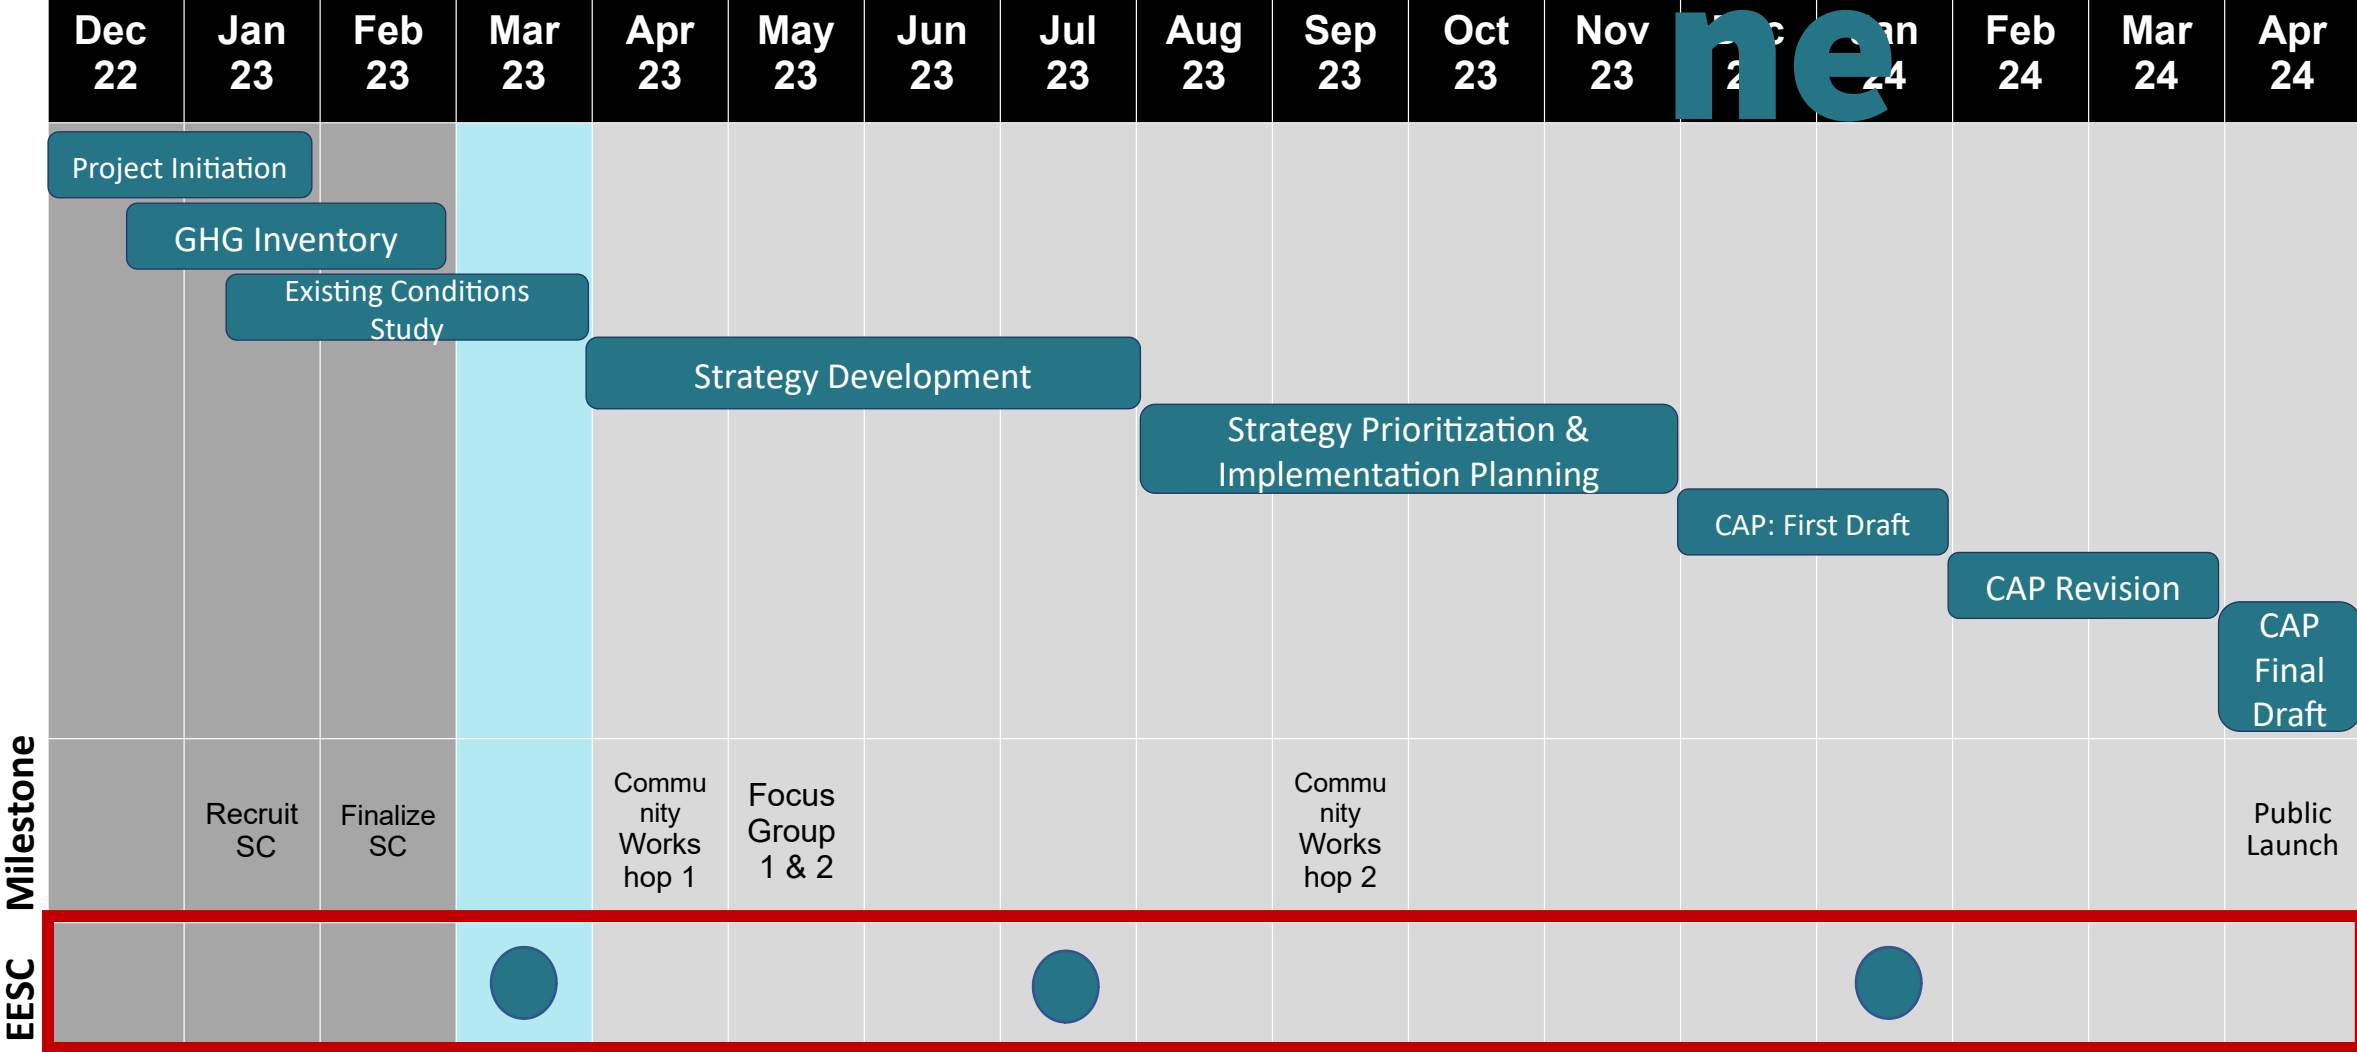 Dec 22
Jan 23
Feb 23
Mar 23
Apr 23
May 23
Jun 23
Jul 23
Aug 23
Sep 23
Oct 23
Nov 23
ne
24
Feb 24
Mar 24
Apr 24
Project Initiation
GHG Inventory
Existing Conditions
Study
Strategy Development
Strategy Prioritization &
Implementation Planning
CAP: First Draft
CAP Revision
CAP
Final
Draft
Milestone
Recruit
SC
Finalize
SC
Commu
nity
Works
hop 1
Focus
Group
1 & 2
Commu
nity
Works
hop 2
Public
Launch
EESC